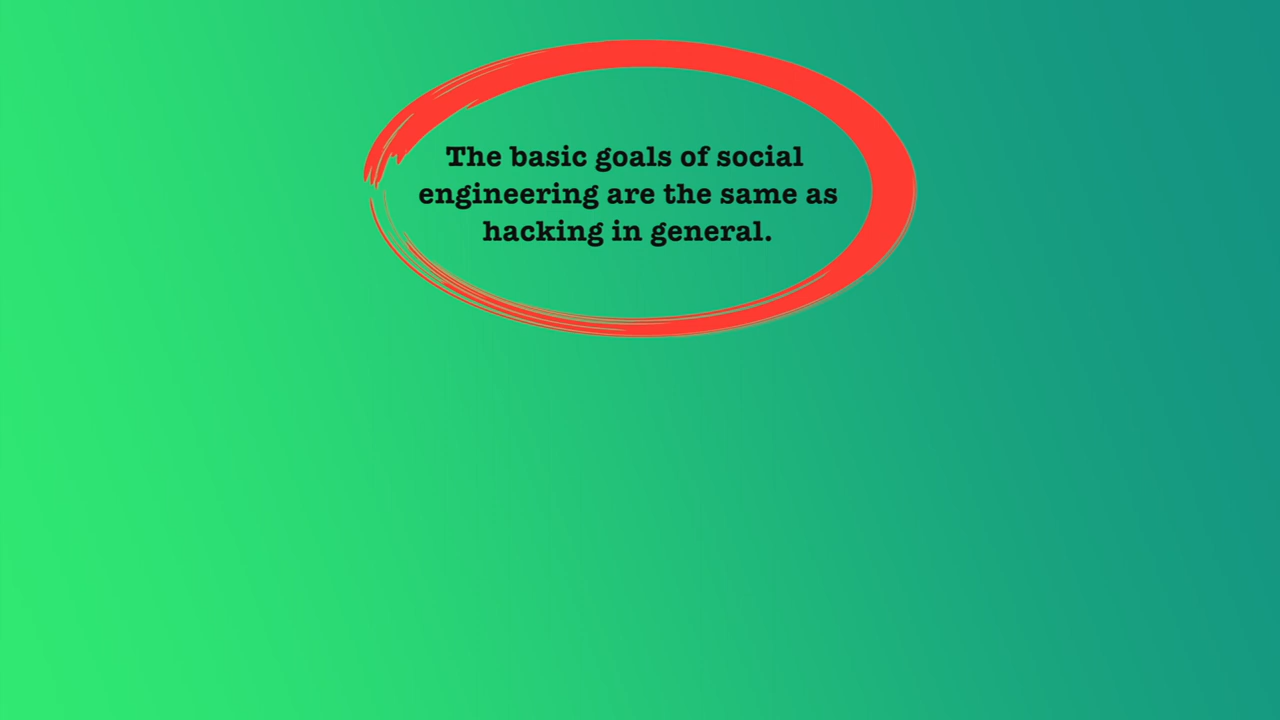 The basic goals of social
engineering are the same as
hacking in general.